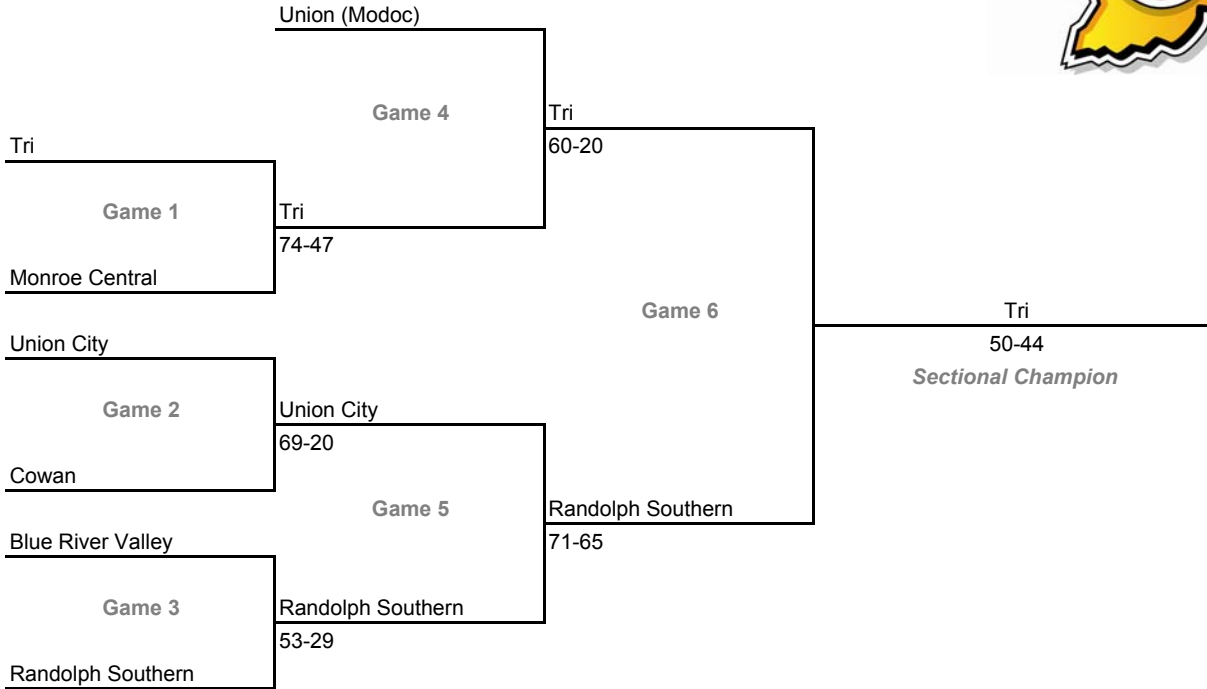 Union (Modoc)
Game 4
Tri
Tri
60-20
Game 1
Tri
74-47
Monroe Central
Game 6
Tri
Union City
50-44
Sectional Champion
Game 2
Union City
69-20
Cowan
Game 5
Randolph Southern
Blue River Valley
71-65
Game 3
Randolph Southern
53-29
Randolph Southern